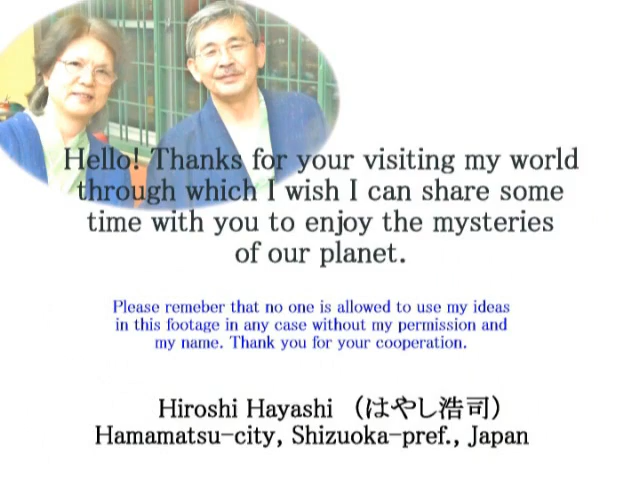 Hello! Thanks for your visiting my world
through which I wish I can share some
time with you to enjoy the mysteries
of our planet.
Please remeber that no one is allowed to use my ideas
in this footage in any case without my permission and
my name. Thank you for your cooperation.
Hiroshi Hayashi （はやし浩司）
Hamamatsu-city, Shizuoka-pref., Japan